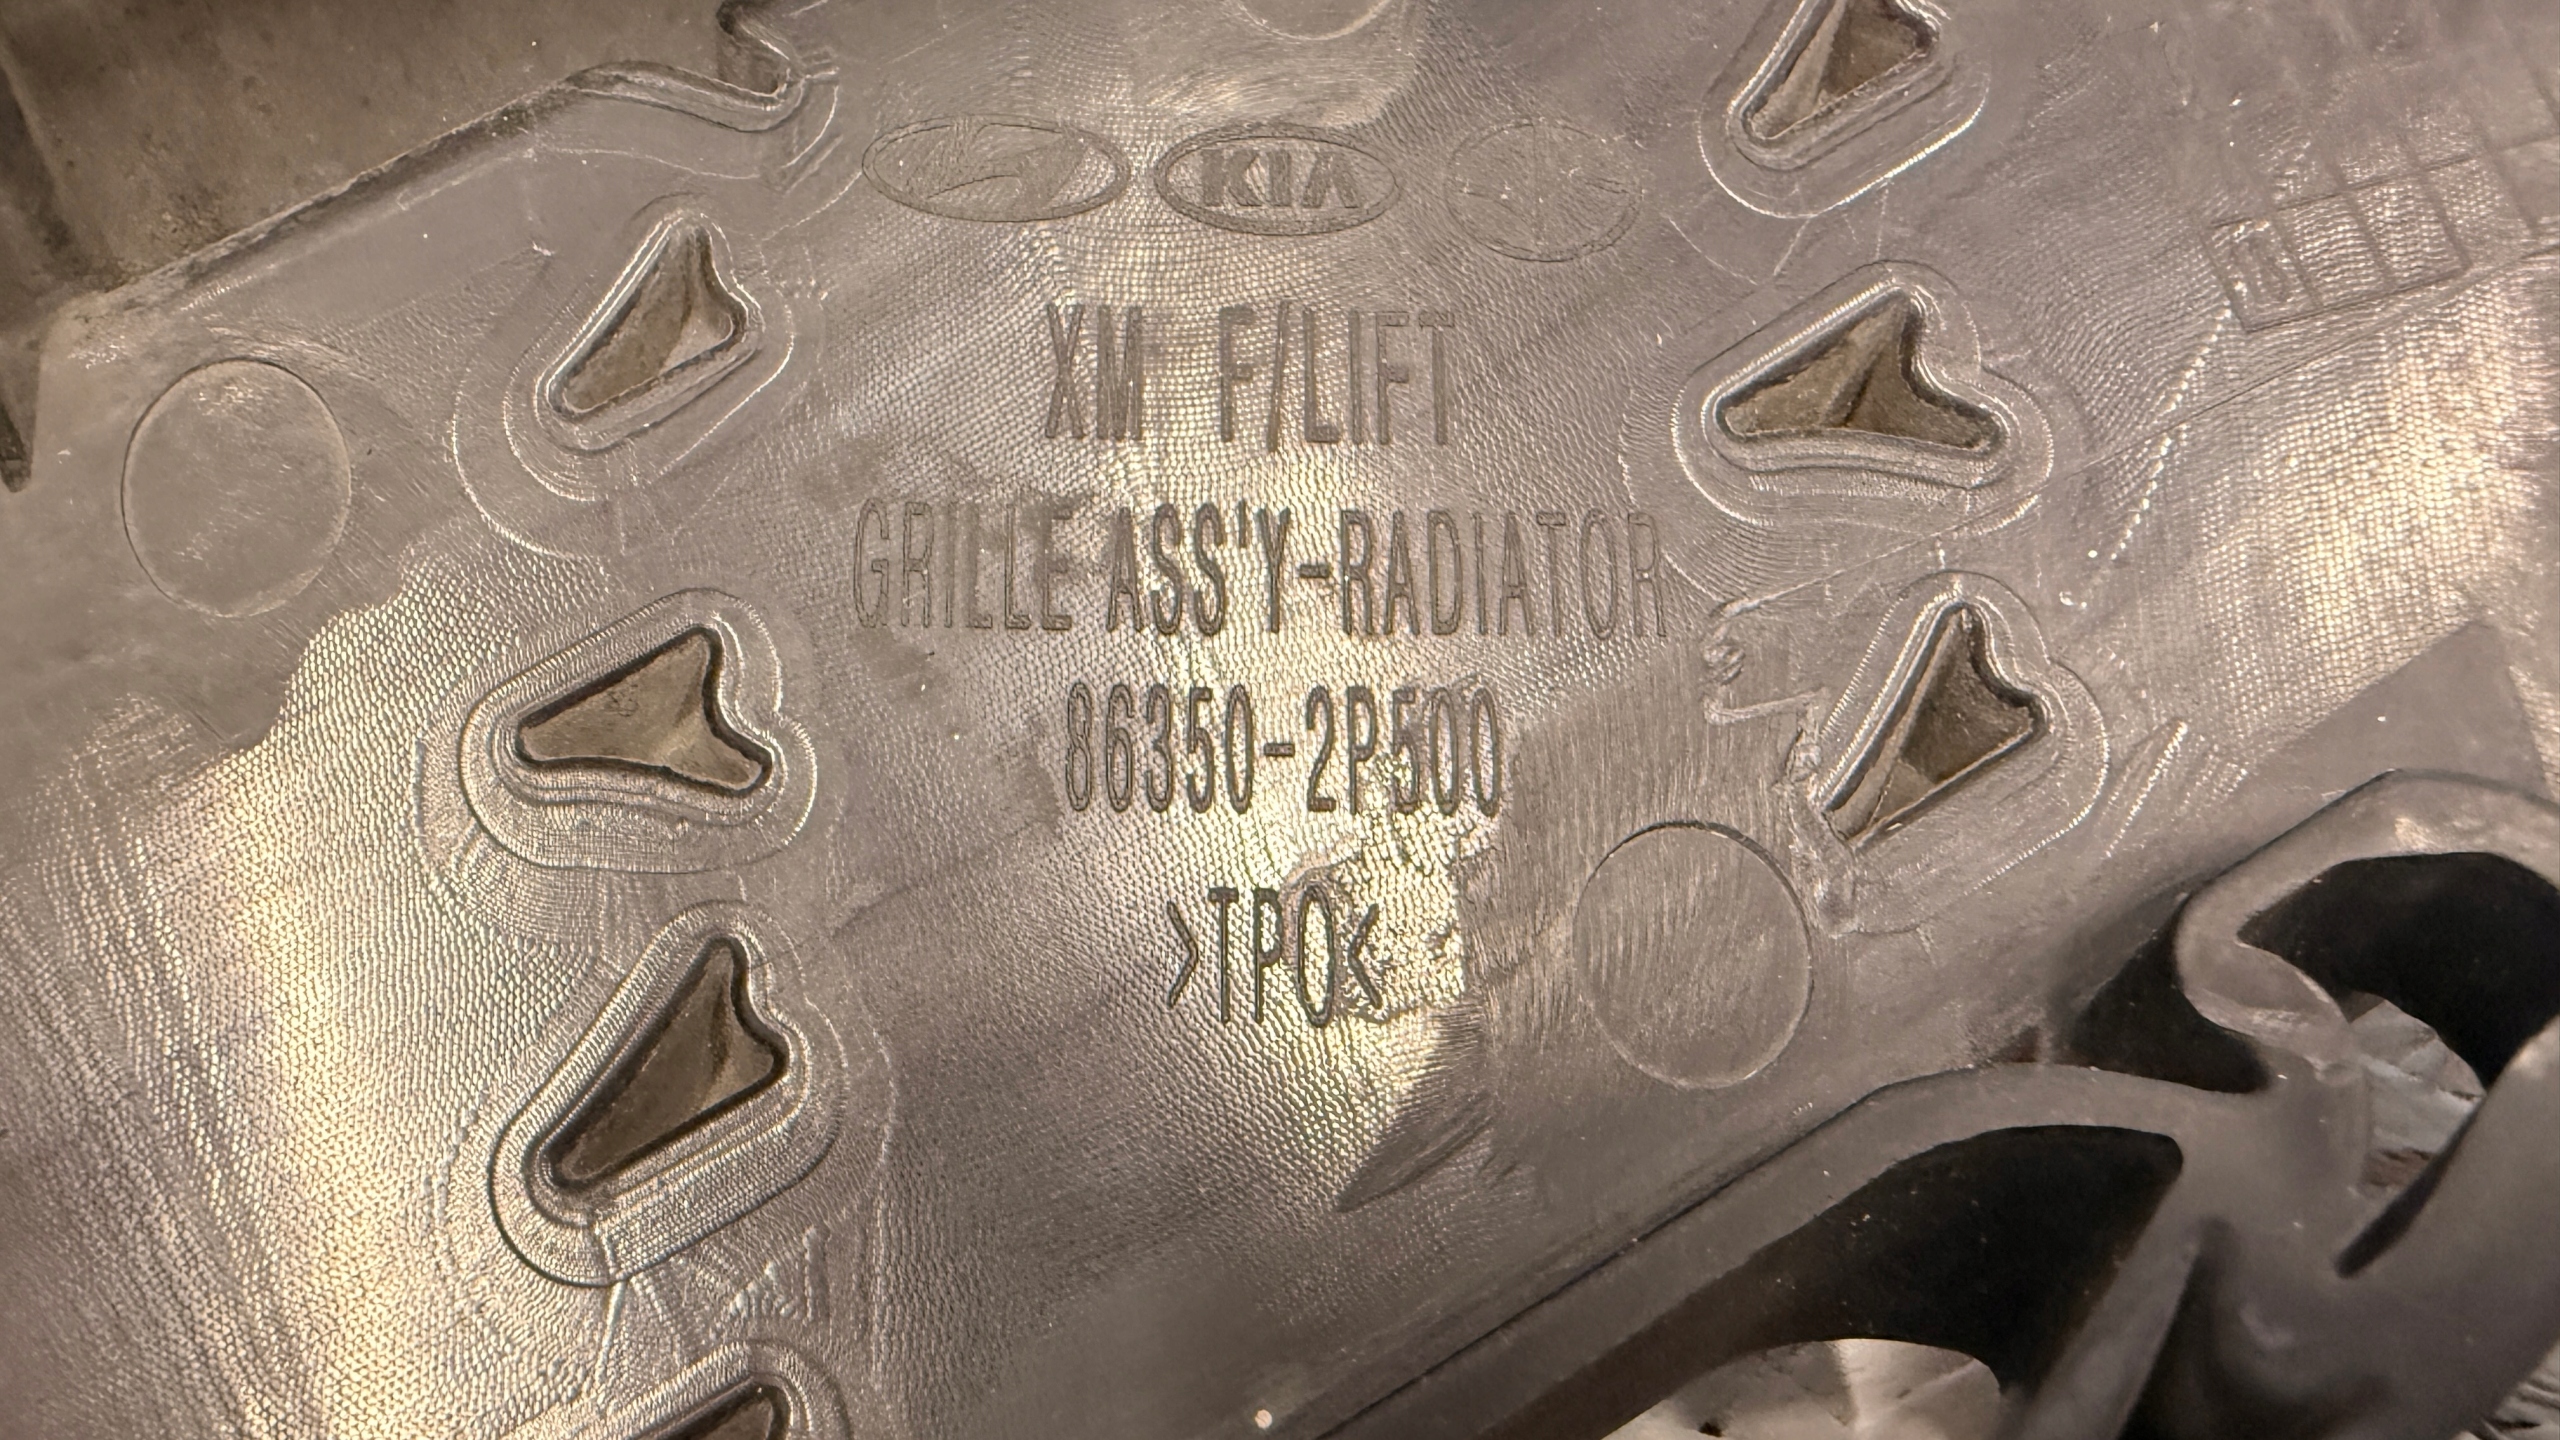 KIA
XM F/LIFT
GRILLE ASS'Y-RADIATOR
86350-2P500
>TPO<